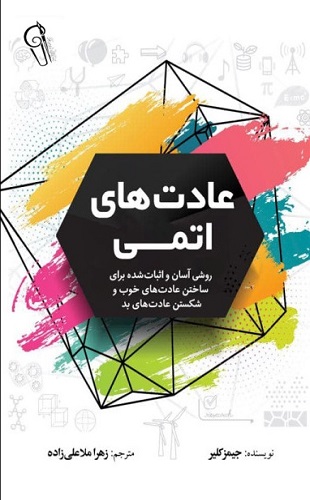 عادت‌های
اتمی
روشی آسان و اثبات‌شده برای
ساختن عادت‌های خوب و
شکستن عادت‌های بد
نویسنده: جیمز کلیر
مترجم: زهرا ملاعلی‌زاده